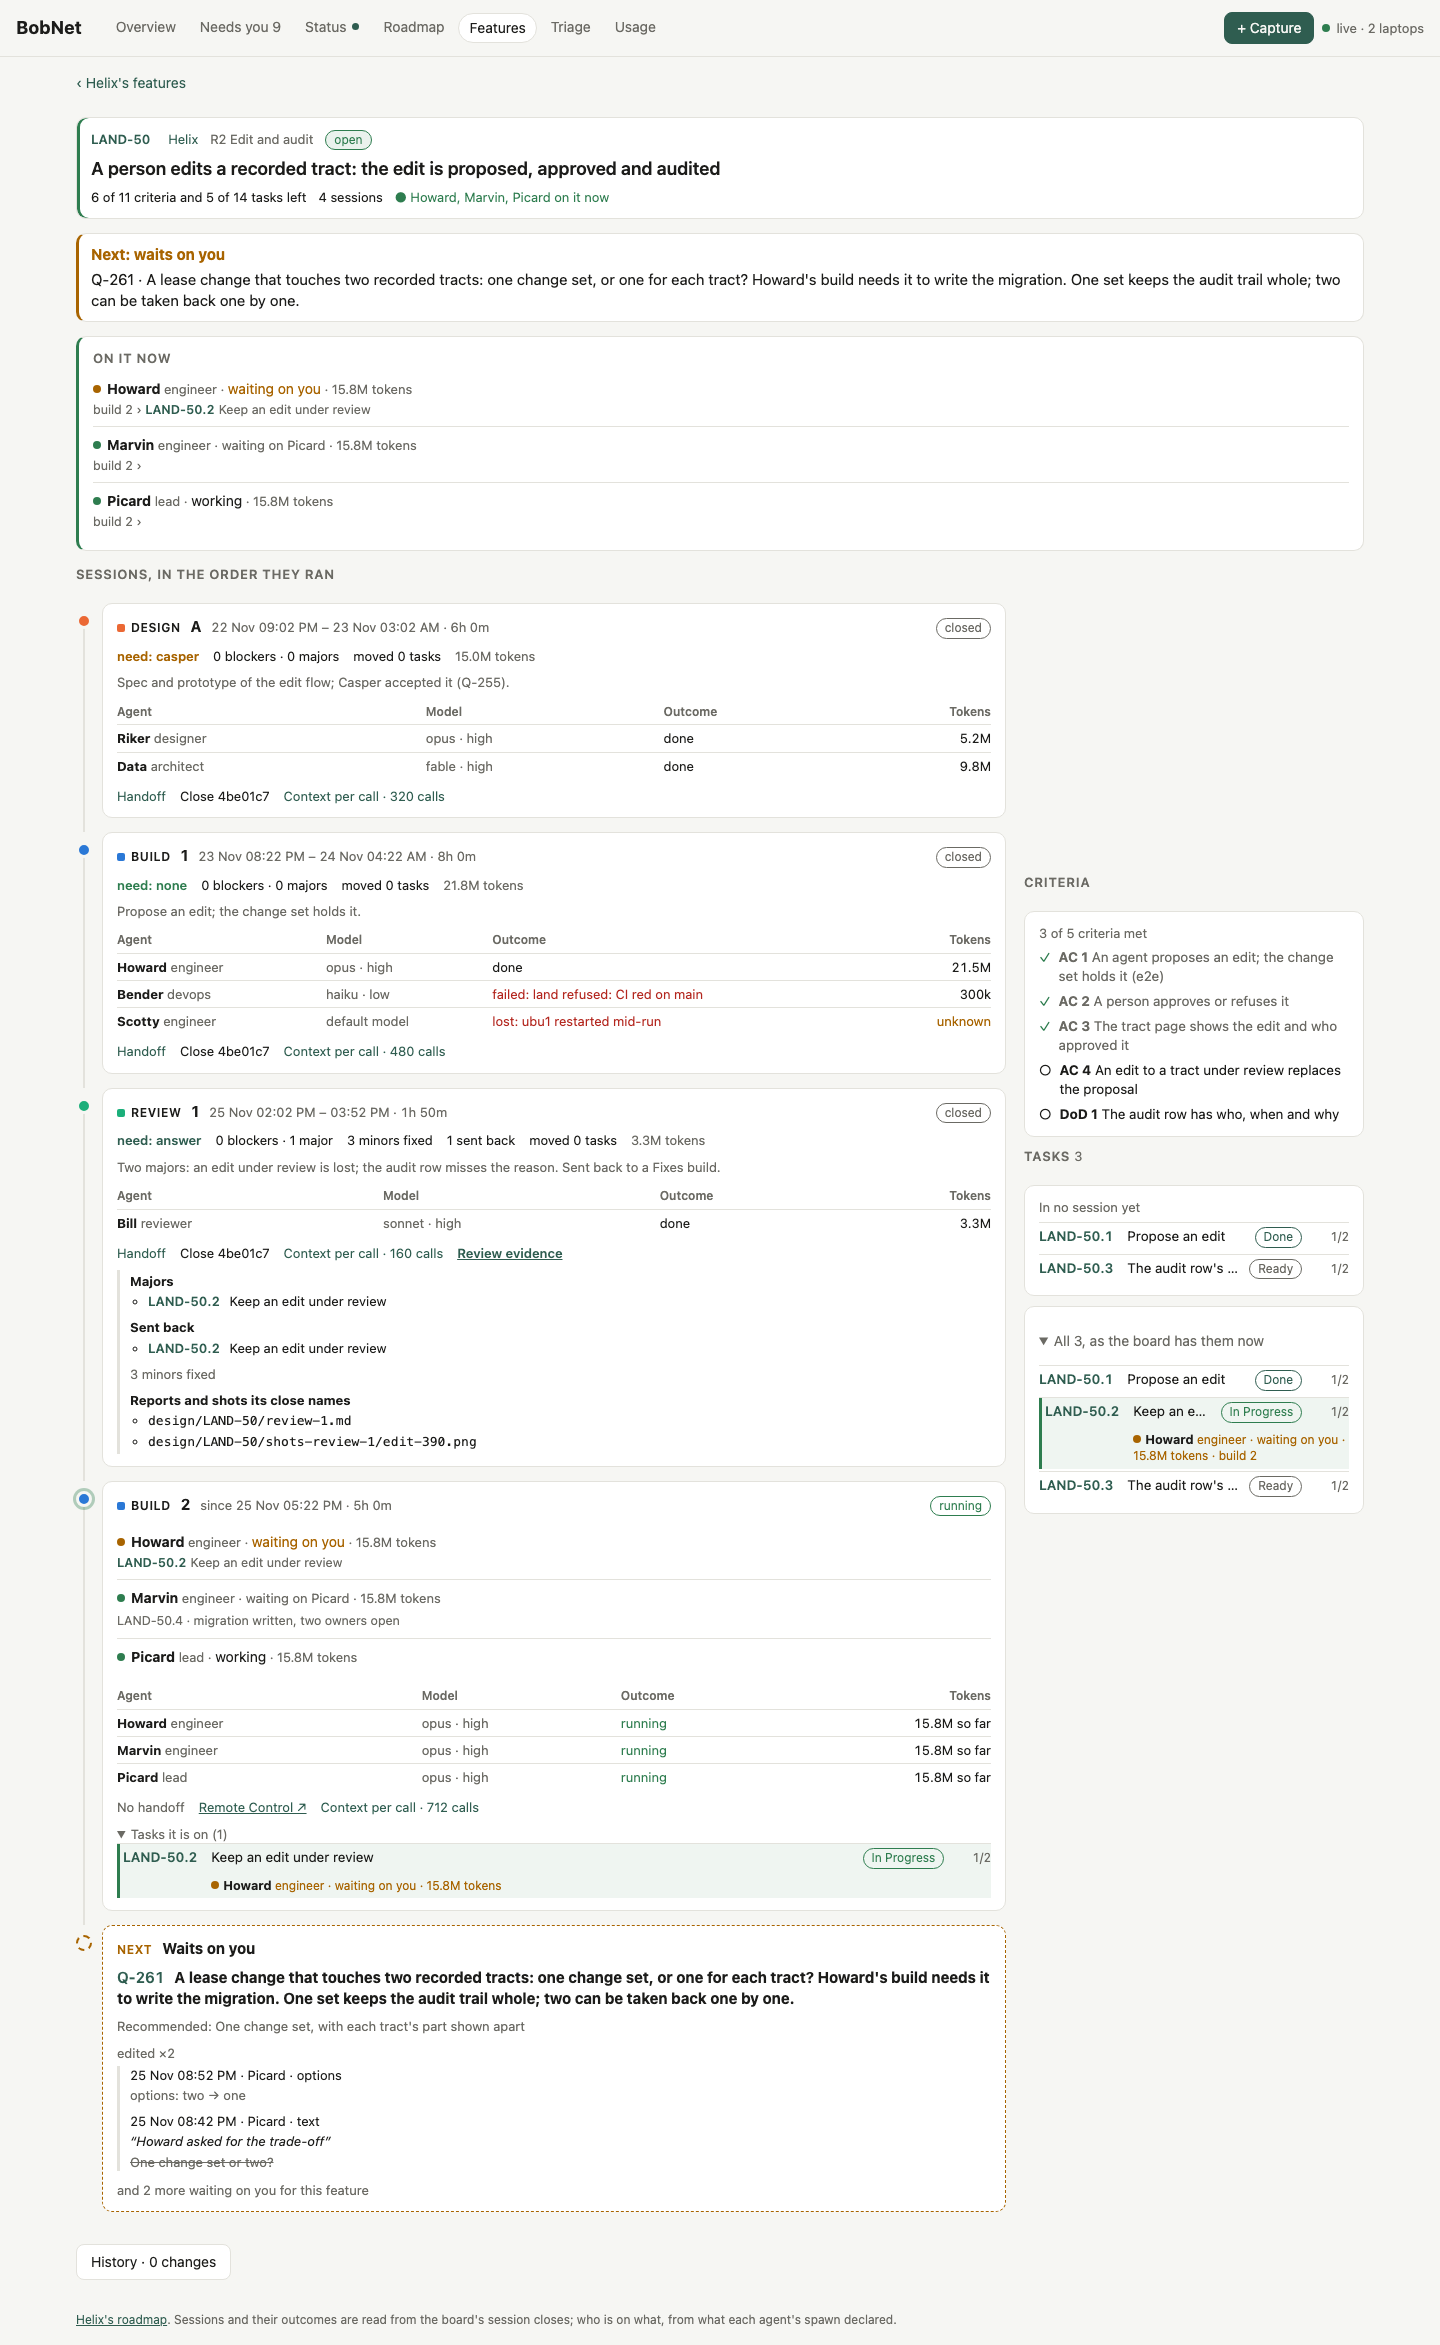 BobNet
Overview
Needs you 9
Status
Roadmap
Features
Triage
Usage
+ Capture
live · 2 laptops
‹ Helix's features
LAND-50 Helix R2 Edit and audit open
A person edits a recorded tract: the edit is proposed, approved and audited
6 of 11 criteria and 5 of 14 tasks left 4 sessions Howard, Marvin, Picard on it now
Next: waits on you
Q-261 · A lease change that touches two recorded tracts: one change set, or one for each tract? Howard's build needs it to write the migration. One set keeps the audit trail whole; two
can be taken back one by one.
ON IT NOW
Howard engineer · waiting on you · 15.8M tokens
build 2 › LAND-50.2 Keep an edit under review
Marvin engineer · waiting on Picard · 15.8M tokens
build 2 ›
Picard lead · working · 15.8M tokens
build 2 ›
SESSIONS, IN THE ORDER THEY RAN
DESIGN A 22 Nov 09:02 PM – 23 Nov 03:02 AM · 6h 0m closed
need: casper 0 blockers · 0 majors moved 0 tasks 15.0M tokens
Spec and prototype of the edit flow; Casper accepted it (Q-255).
Agent Model Outcome Tokens
Riker designer opus · high done 5.2M
Data architect fable · high done 9.8M
Handoff Close 4be01c7 Context per call · 320 calls
BUILD 1 23 Nov 08:22 PM – 24 Nov 04:22 AM · 8h 0m closed
need: none 0 blockers · 0 majors moved 0 tasks 21.8M tokens
Propose an edit; the change set holds it.
Agent Model Outcome Tokens
Howard engineer opus · high done 21.5M
Bender devops haiku · low failed: land refused: CI red on main 300k
Scotty engineer default model lost: ubu1 restarted mid-run unknown
Handoff Close 4be01c7 Context per call · 480 calls
REVIEW 1 25 Nov 02:02 PM – 03:52 PM · 1h 50m closed
need: answer 0 blockers · 1 major 3 minors fixed 1 sent back moved 0 tasks 3.3M tokens
Two majors: an edit under review is lost; the audit row misses the reason. Sent back to a Fixes build.
Agent Model Outcome Tokens
Bill reviewer sonnet · high done 3.3M
Handoff Close 4be01c7 Context per call · 160 calls Review evidence
Majors
LAND-50.2 Keep an edit under review
Sent back
LAND-50.2 Keep an edit under review
3 minors fixed
Reports and shots its close names
design/LAND-50/review-1.md
design/LAND-50/shots-review-1/edit-390.png
BUILD 2 since 25 Nov 05:22 PM · 5h 0m running
Howard engineer · waiting on you · 15.8M tokens
LAND-50.2 Keep an edit under review
Marvin engineer · waiting on Picard · 15.8M tokens
LAND-50.4 · migration written, two owners open
Picard lead · working · 15.8M tokens
Agent Model Outcome Tokens
Howard engineer opus · high running 15.8M so far
Marvin engineer opus · high running 15.8M so far
Picard lead opus · high running 15.8M so far
No handoff Remote Control ↗ Context per call · 712 calls
▼ Tasks it is on (1)
LAND-50.2 Keep an edit under review In Progress 1/2
Howard engineer · waiting on you · 15.8M tokens
NEXT Waits on you
Q-261 A lease change that touches two recorded tracts: one change set, or one for each tract? Howard's build needs it
to write the migration. One set keeps the audit trail whole; two can be taken back one by one.
Recommended: One change set, with each tract's part shown apart
edited ×2
25 Nov 08:52 PM · Picard · options
options: two → one
25 Nov 08:42 PM · Picard · text
“Howard asked for the trade-off”
One change set or two?
and 2 more waiting on you for this feature
CRITERIA
3 of 5 criteria met
✓ AC 1 An agent proposes an edit; the change
set holds it (e2e)
✓ AC 2 A person approves or refuses it
✓ AC 3 The tract page shows the edit and who
approved it
AC 4 An edit to a tract under review replaces
the proposal
DoD 1 The audit row has who, when and why
TASKS 3
In no session yet
LAND-50.1 Propose an edit Done 1/2
LAND-50.3 The audit row's ... Ready 1/2
▼ All 3, as the board has them now
LAND-50.1 Propose an edit Done 1/2
LAND-50.2 Keep an e... In Progress 1/2
Howard engineer · waiting on you ·
15.8M tokens · build 2
LAND-50.3 The audit row's ... Ready 1/2
History · 0 changes
Helix's roadmap. Sessions and their outcomes are read from the board's session closes; who is on what, from what each agent's spawn declared.